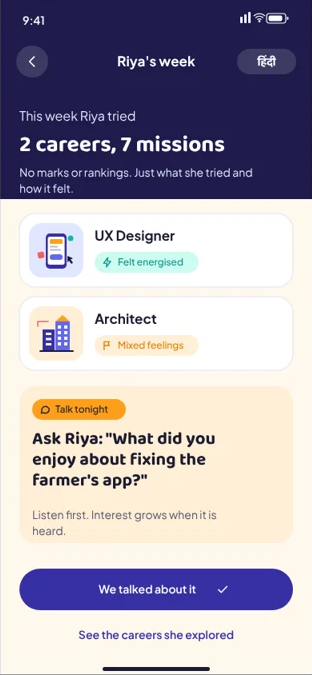 9:41
Riya's week
हिंदी
This week Riya tried
2 careers, 7 missions
No marks or rankings. Just what she tried and
how it felt.
UX Designer
Felt energised
Architect
Mixed feelings
Talk tonight
Ask Riya: "What did you
enjoy about fixing the
farmer's app?"
Listen first. Interest grows when it is
heard.
We talked about it
See the careers she explored